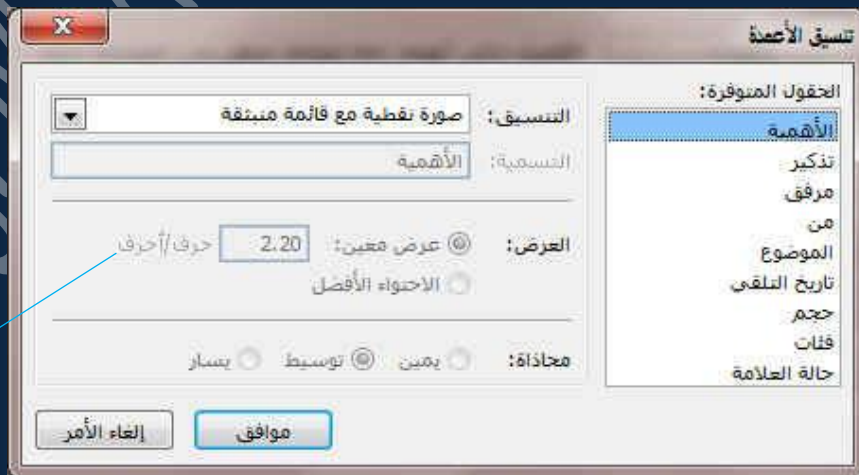 تنسيق الأعمدة
الحقول المتوفرة:
الأهمية
تذكير
مرفق
من
الموضوع
تاريخ التلقي
حجم
فئات
حالة العلامة
التنسيق: صورة نقطية مع قائمة منبثقة
التسمية: الأهمية
العرض: عرض معين: 2.20 حرف/أحرف
الاحتواء الأفضل
محاذاة: يمين توسيط يسار
موافق إلغاء الأمر